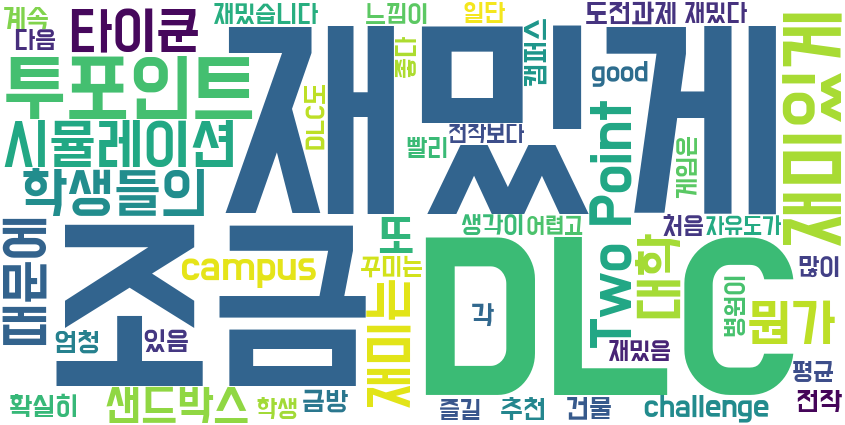 계속
재밌습니다
느낌이
일단
도전과제
재밌다
다음
타이쿤
재밌게
좋다
캠퍼스
good
재미있게
투포인트
DLC도
전작보다
빨리
시뮬레이션
게임은
학생들의
Two Point
생각이
어렵고
처음
자유도가
때문에
조금
또
대학
많이
campus
꾸미는
DLC
재미는
각
병원이
뭔가
엄청
있음
재밌음
평균
확실히
샌드박스
학생
금방
즐길
추천
건물
challenge
전작